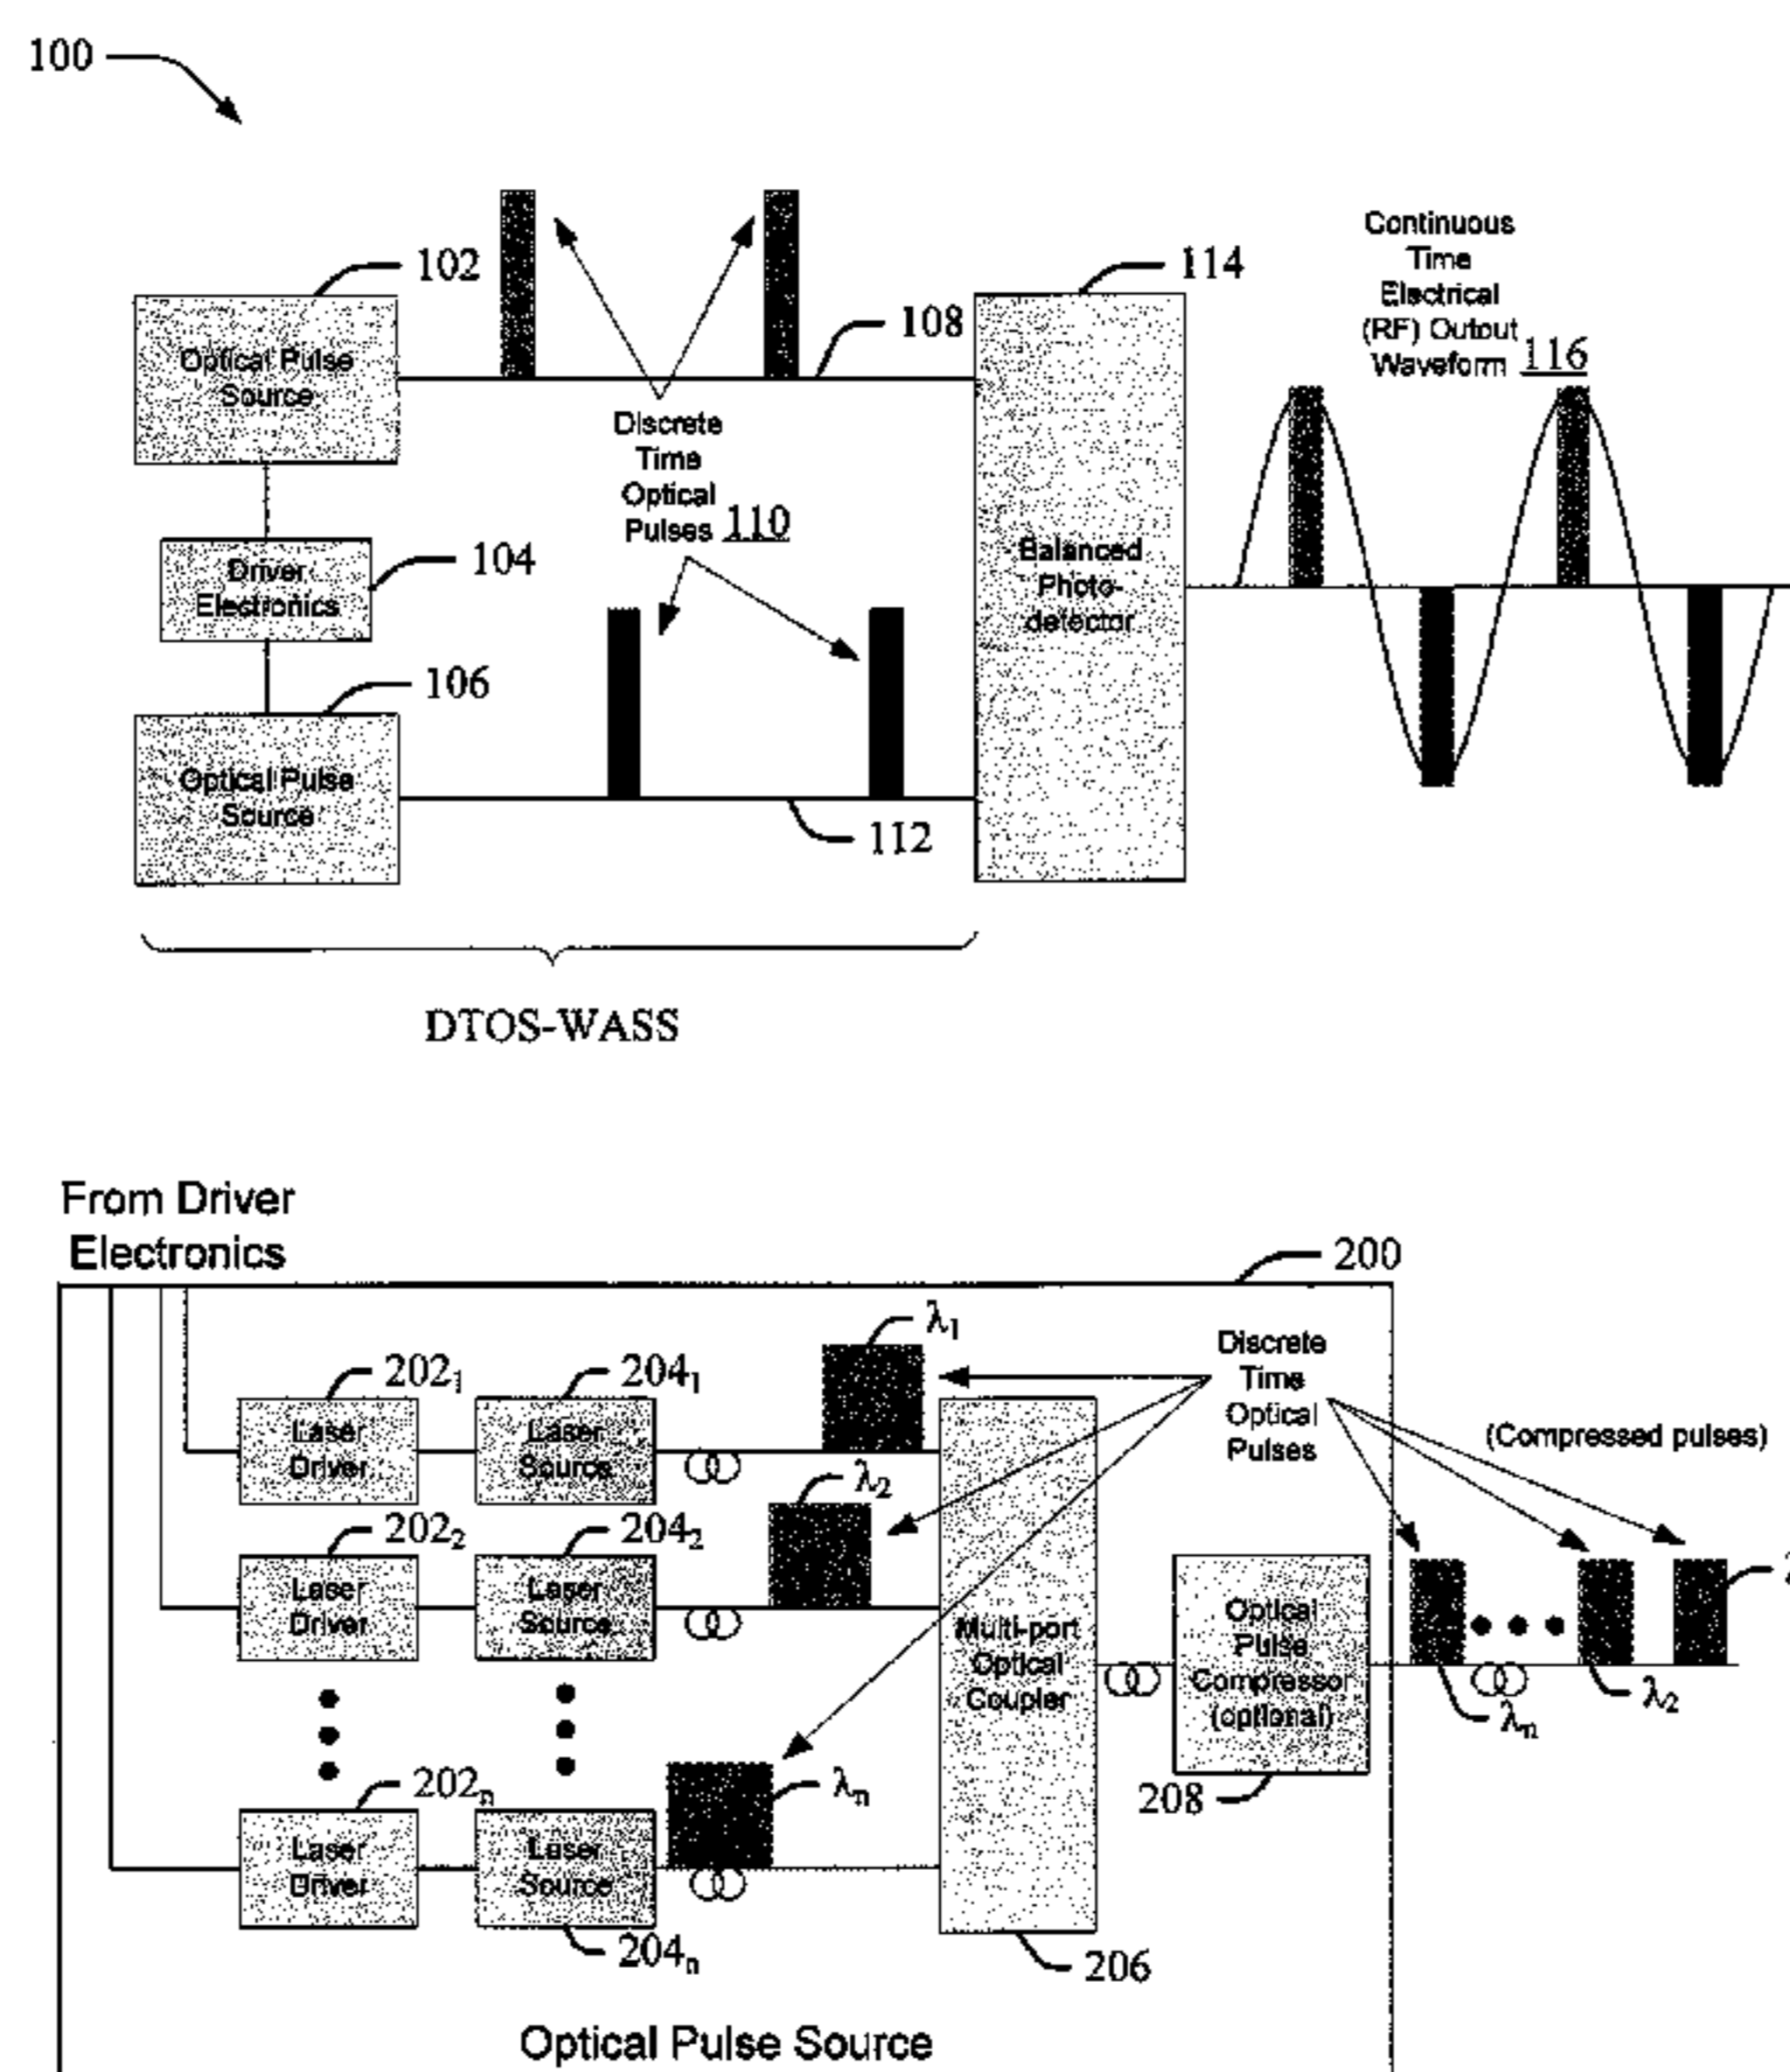 100
102
108
114
Continuous
Time
Electrical
(RF) Output
Waveform 116
Optical Pulse
Source
Discrete
Time
Optical
Pulses 110
Driver
Electronics
104
Balanced
Photo-
detector
106
Optical Pulse
Source
112
DTOS-WASS
From Driver
Electronics
200
λ1
Discrete
Time
Optical
Pulses
(Compressed pulses)
2021
2041
Laser
Driver
Laser
Source
λ2
2022
2042
Laser
Driver
Laser
Source
Multi-port
Optical
Coupler
Optical
Pulse
Compressor
(optional)
λn
λ2
λn
202n
208
Laser
Driver
Laser
Source
204n
206
Optical Pulse Source